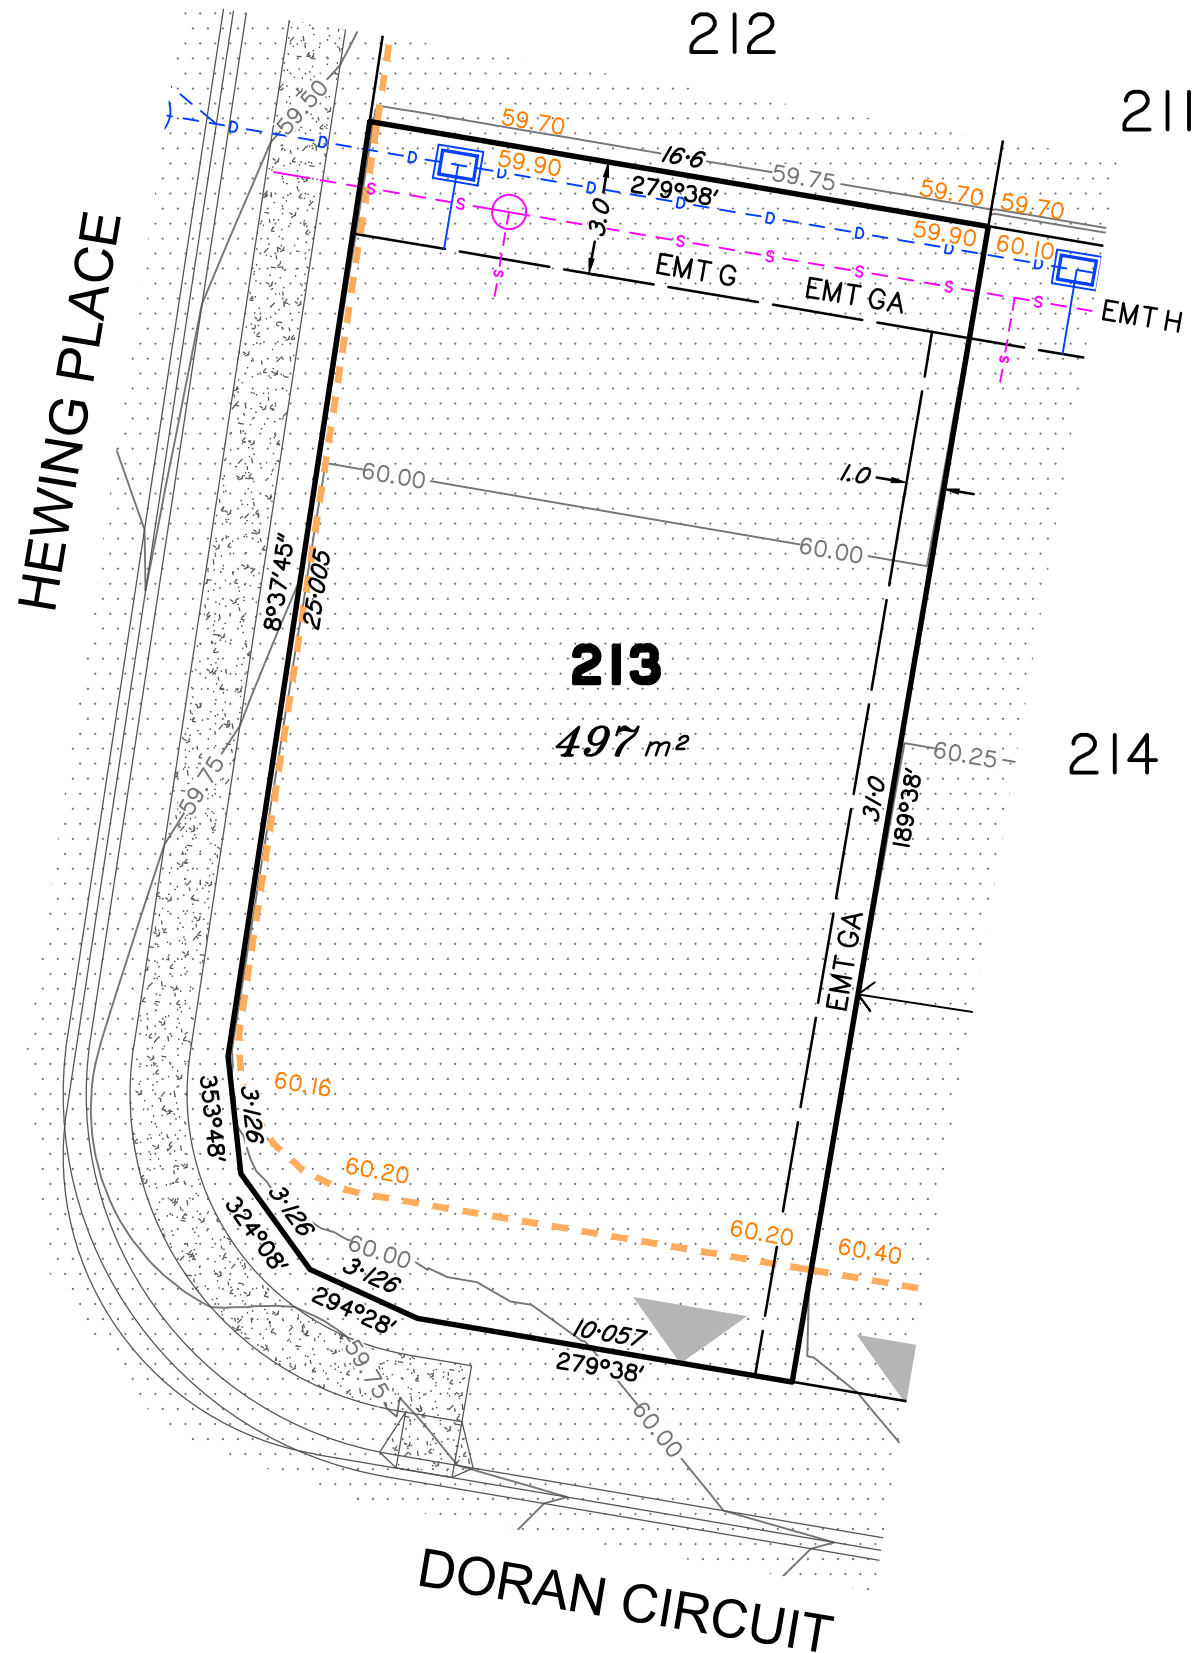 212
211
59.50
59.70
16·6
59.75
59.70
59.70
D
D
D
D
D
D
D
D
D
D
59.90
279°38′
59.90
60.10
3.0
S
S
S
S
S
S
S
S
S
S
EMT G
EMT GA
EMT H
HEWING PLACE
60.00
60.00
1.0
8°37′45″
25·005
213
497 m²
59.75
60.25
214
31·0
189°38′
EMT GA
60.16
353°48′
3·126
60.20
3·126
324°08′
60.00
60.20
60.40
3·126
294°28′
10·057
279°38′
59.75
60.00
DORAN CIRCUIT